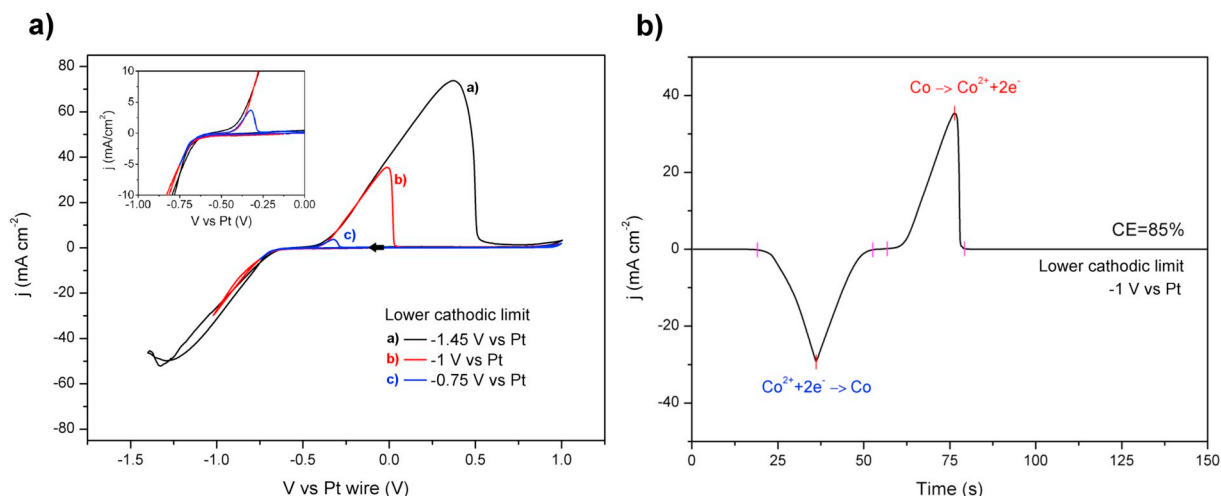 a)
80
60
40
20
0
-20
-40
-60
-80
j (mA cm⁻²)
-1.5
-1.0
-0.5
0.0
0.5
1.0
V vs Pt wire (V)
10
5
0
-5
-10
j (mA/cm²)
-1.00
-0.75
-0.50
-0.25
0.00
V vs Pt (V)
a)
b)
c)
Lower cathodic limit
a) -1.45 V vs Pt
b) -1 V vs Pt
c) -0.75 V vs Pt
b)
40
20
0
-20
-40
j (mA cm⁻²)
0
25
50
75
100
125
150
Time (s)
Co –> Co²⁺+2e⁻
CE=85%
Lower cathodic limit
-1 V vs Pt
Co²⁺+2e⁻ –> Co